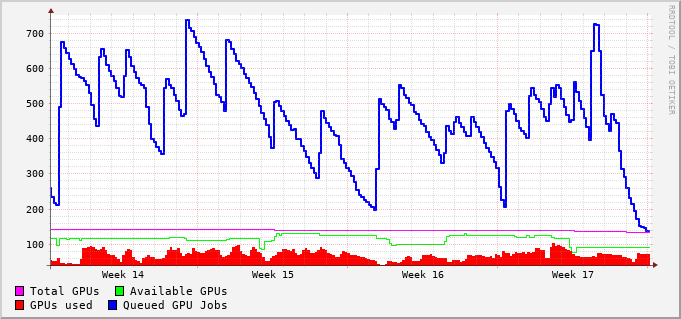 700
600
500
400
300
200
100
Week 14 Week 15 Week 16 Week 17
Total GPUs Available GPUs
GPUs used Queued GPU Jobs
RRDTOOL / TOBI OETIKER